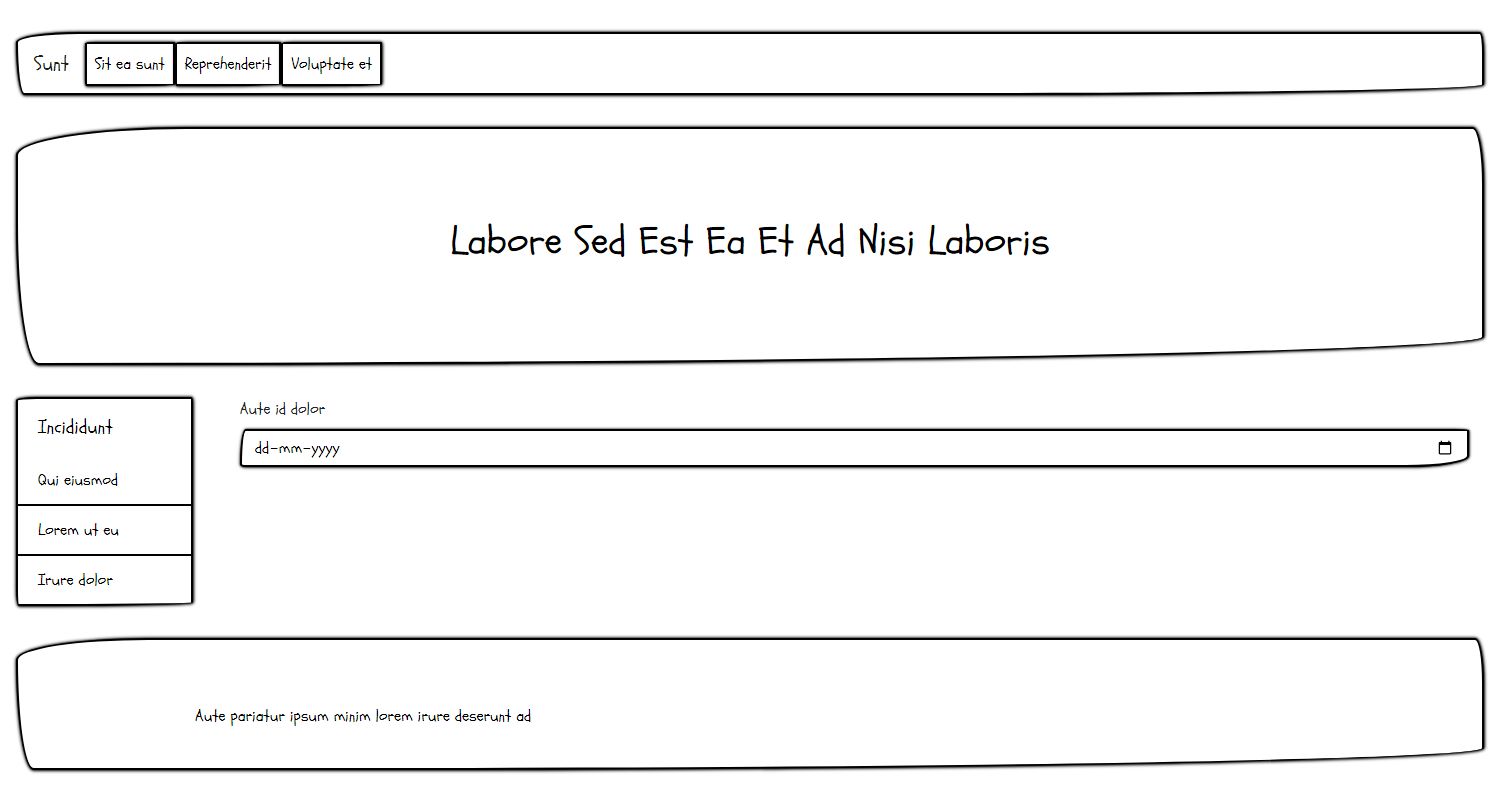 Sunt
Sit ea sunt
Reprehenderit
Voluptate et
Labore Sed Est Ea Et Ad Nisi Laboris
Incididunt
Qui eiusmod
Lorem ut eu
Irure dolor
Aute id dolor
dd-mm-yyyy
Aute pariatur ipsum minim lorem irure deserunt ad